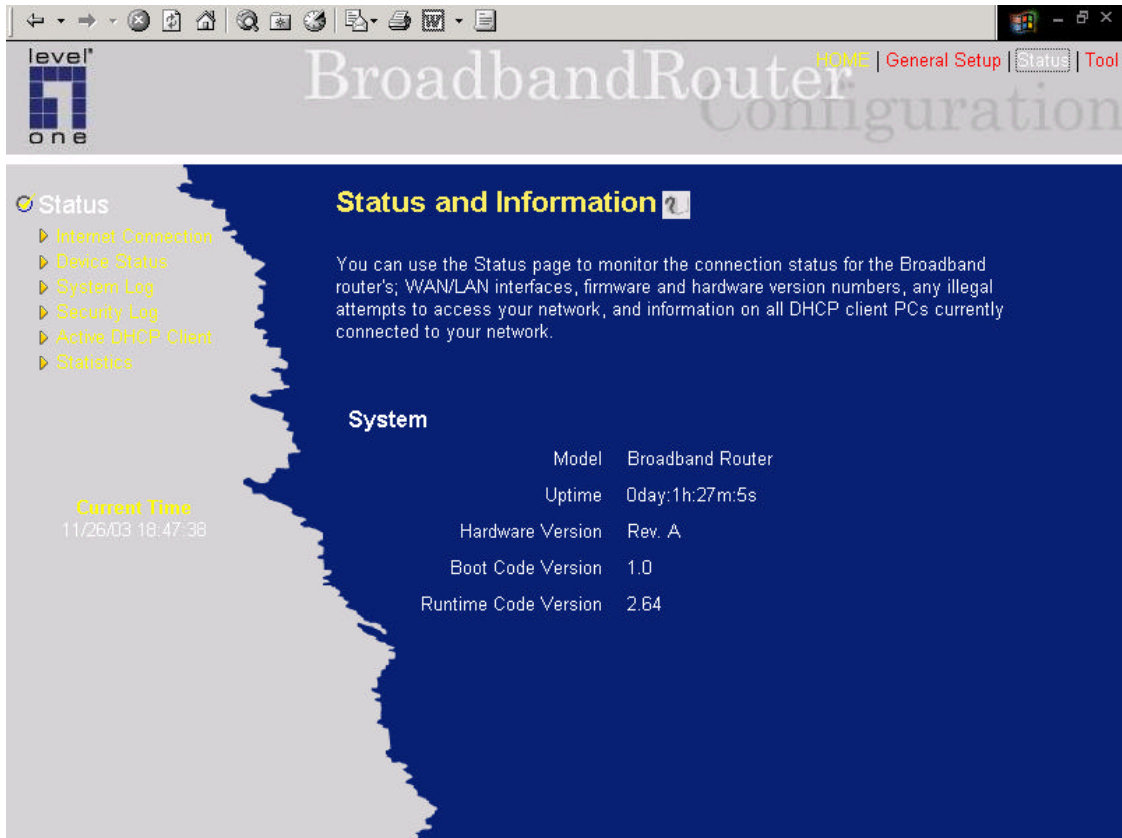 level
one
BroadbandRouter
Configuration
HOME | General Setup | Status | Tool
Status
Internet Connection
Device Status
System Log
Security Log
Active DHCP Client
Statistics
Current Time
11/26/03 18:47:38
Status and Information
You can use the Status page to monitor the connection status for the Broadband
router's; WAN/LAN interfaces, firmware and hardware version numbers, any illegal
attempts to access your network, and information on all DHCP client PCs currently
connected to your network.
System
Model Broadband Router
Uptime 0day:1h:27m:5s
Hardware Version Rev. A
Boot Code Version 1.0
Runtime Code Version 2.64